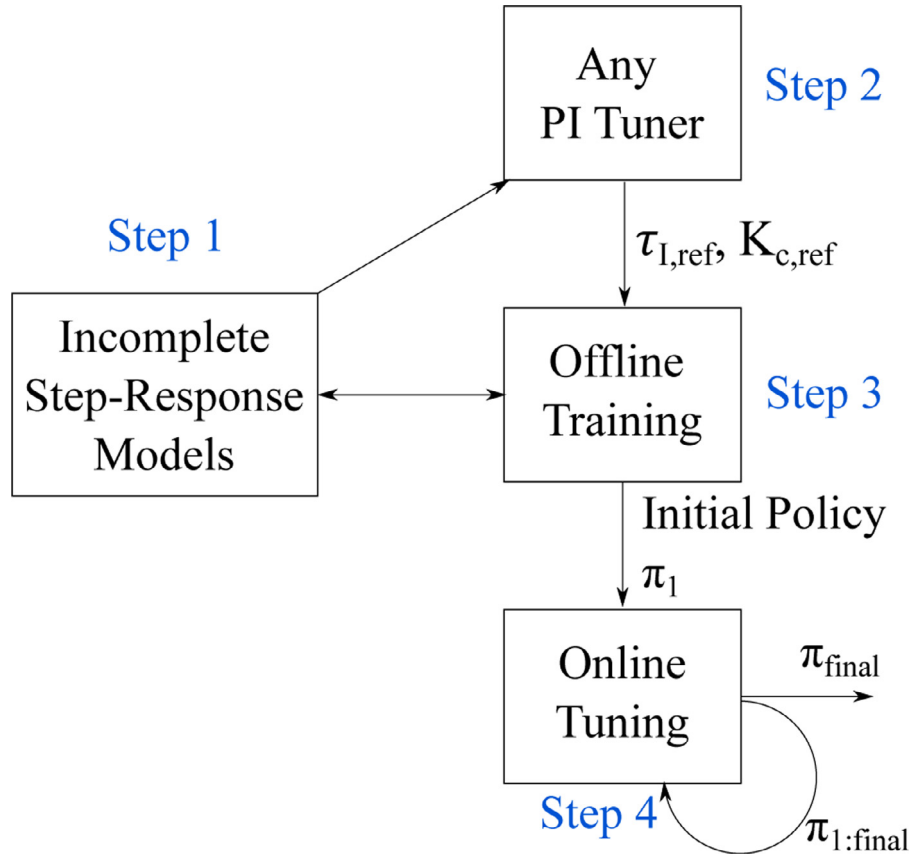 Any
PI Tuner
Step 2
Step 1
τI,ref, Kc,ref
Incomplete
Step-Response
Models
Offline
Training
Step 3
Initial Policy
π1
Online
Tuning
πfinal
Step 4
π1:final